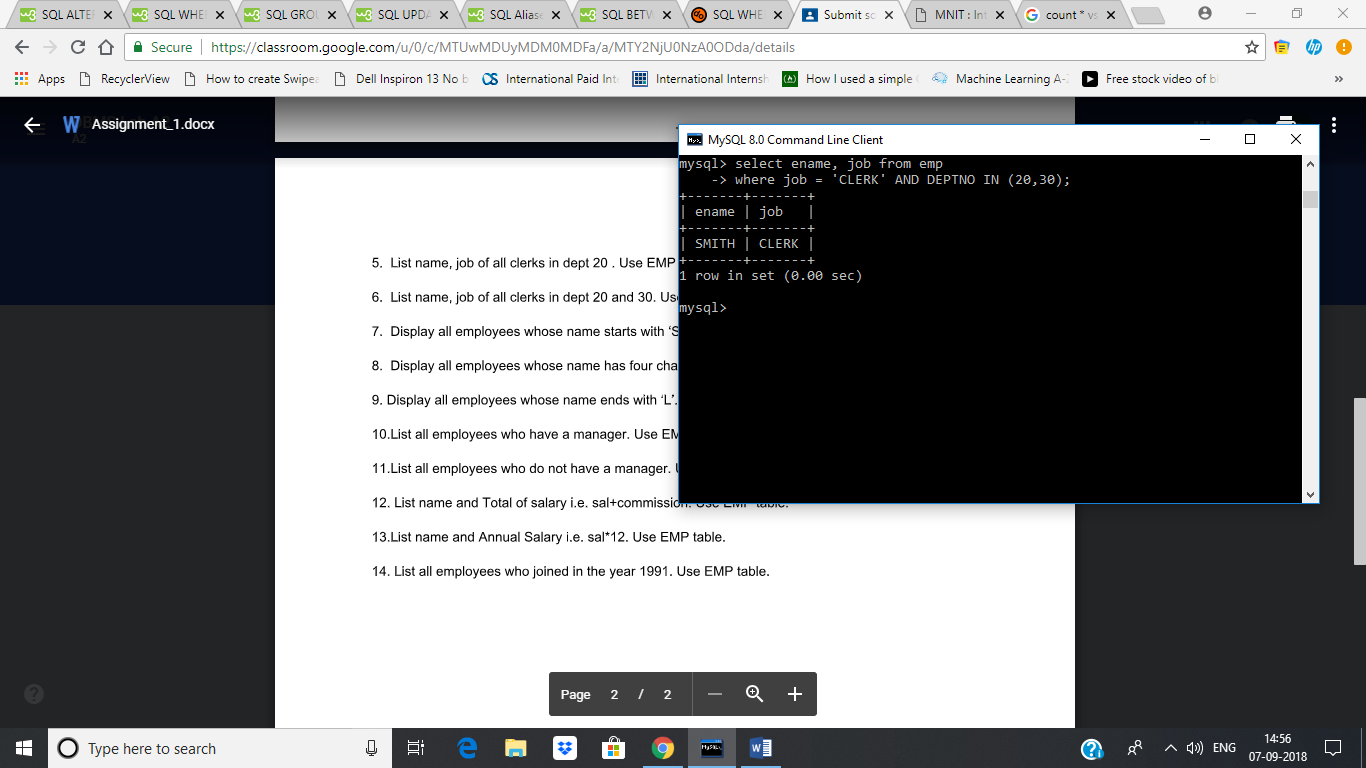 SQL ALTE
SQL WHE
SQL GRO
SQL UPDA
SQL Aliase
SQL BETW
SQL WHE
Submit sc
MNIT : Int
count * vs
Secure
https://classroom.google.com/u/0/c/MTUwMDUyMDM0MDFa/a/MTY2NjU0NzA0ODda/details
Apps
RecyclerView
How to create Swipea
Dell Inspiron 13 No b
International Paid Int
International Internsh
How I used a simple
Machine Learning A-Z
Free stock video of bl
»
Assignment_1.docx
A2
MySQL 8.0 Command Line Client
mysql> select ename, job from emp
-> where job = 'CLERK' AND DEPTNO IN (20,30);
+-------+-------+
| ename | job   |
+-------+-------+
| SMITH | CLERK |
+-------+-------+
1 row in set (0.00 sec)
mysql>
5. List name, job of all clerks in dept 20 . Use EMP
6. List name, job of all clerks in dept 20 and 30. Us
7. Display all employees whose name starts with ‘S
8. Display all employees whose name has four cha
9. Display all employees whose name ends with ‘L’.
10.List all employees who have a manager. Use EM
11.List all employees who do not have a manager. U
12. List name and Total of salary i.e. sal+commission. Use EMP table.
13.List name and Annual Salary i.e. sal*12. Use EMP table.
14. List all employees who joined in the year 1991. Use EMP table.
Page 2 / 2
Type here to search
ENG
14:56
07-09-2018